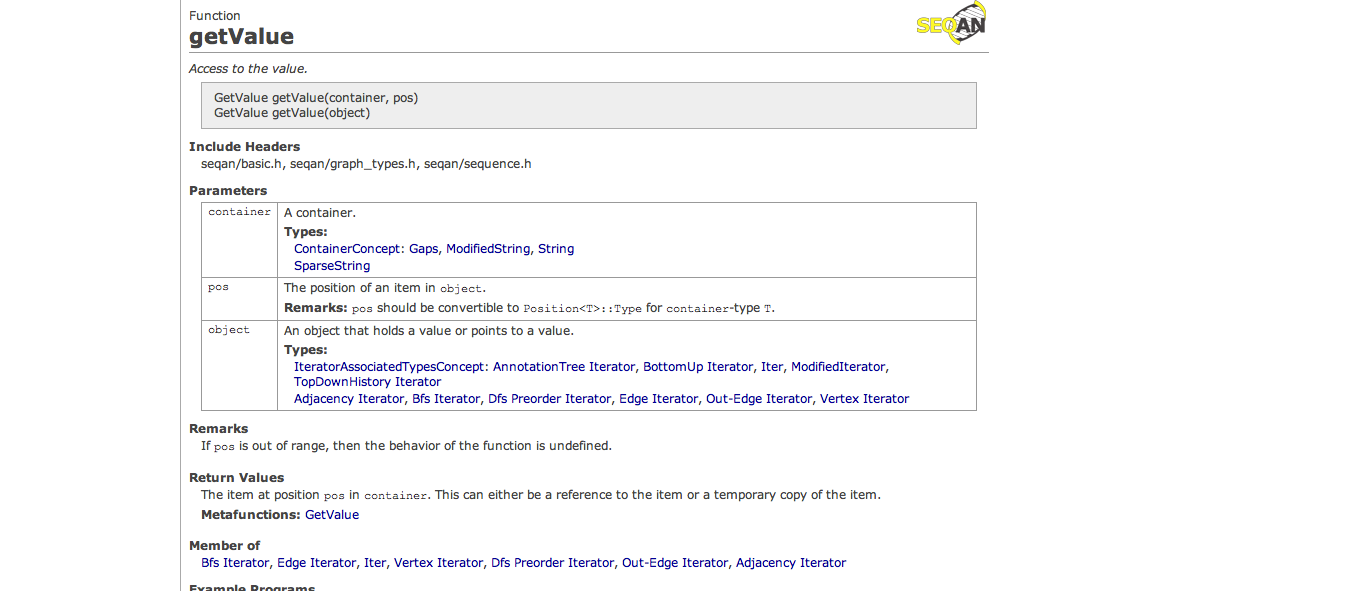 Function
getValue
SEQAN
Access to the value.
GetValue getValue(container, pos)
GetValue getValue(object)
Include Headers
seqan/basic.h, seqan/graph_types.h, seqan/sequence.h
Parameters
container A container.
Types:
ContainerConcept: Gaps, ModifiedString, String
SparseString
pos The position of an item in object.
Remarks: pos should be convertible to Position<T>::Type for container-type T.
object An object that holds a value or points to a value.
Types:
IteratorAssociatedTypesConcept: AnnotationTree Iterator, BottomUp Iterator, Iter, ModifiedIterator,
TopDownHistory Iterator
Adjacency Iterator, Bfs Iterator, Dfs Preorder Iterator, Edge Iterator, Out-Edge Iterator, Vertex Iterator
Remarks
If pos is out of range, then the behavior of the function is undefined.
Return Values
The item at position pos in container. This can either be a reference to the item or a temporary copy of the item.
Metafunctions: GetValue
Member of
Bfs Iterator, Edge Iterator, Iter, Vertex Iterator, Dfs Preorder Iterator, Out-Edge Iterator, Adjacency Iterator
Example Programs